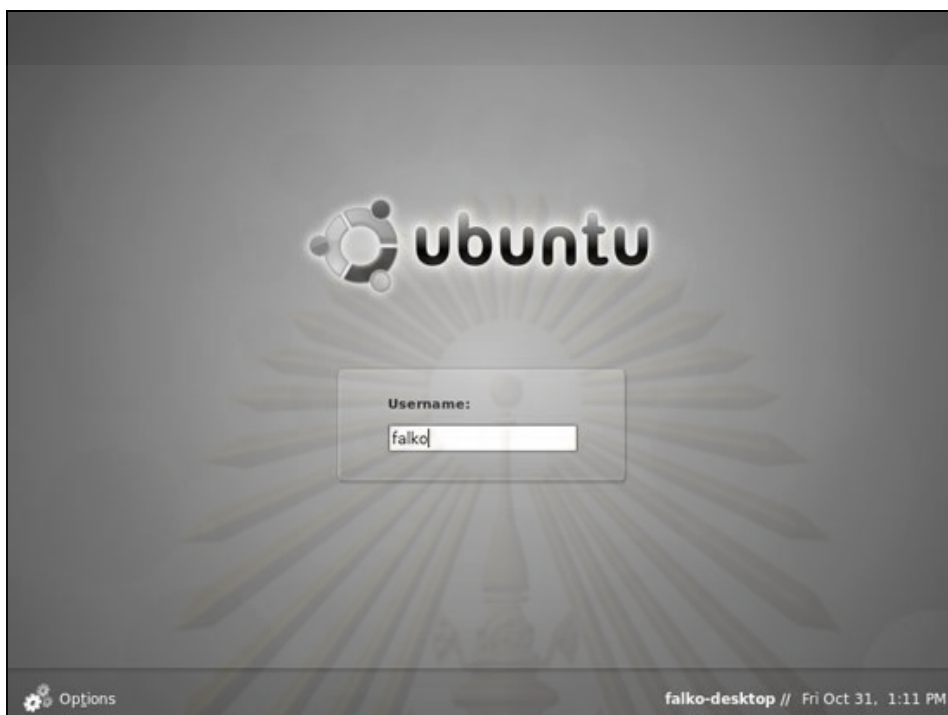 ubuntu
Username:
falko
Options
falko-desktop // Fri Oct 31, 1:11 PM